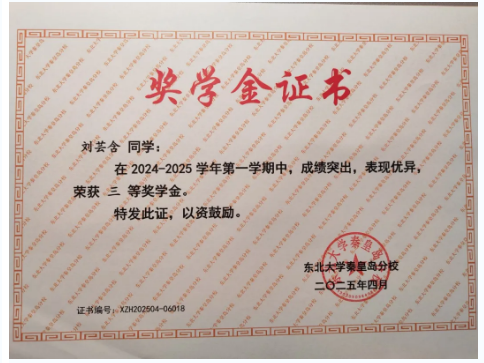 奖学金证书
刘芸含 同学:
在 2024-2025 学年第一学期中，成绩突出，表现优异，
荣获 三 等奖学金。
特发此证，以资鼓励。
东北大学秦皇岛分校
二〇二五年四月
证书编号：XZH202504-06018